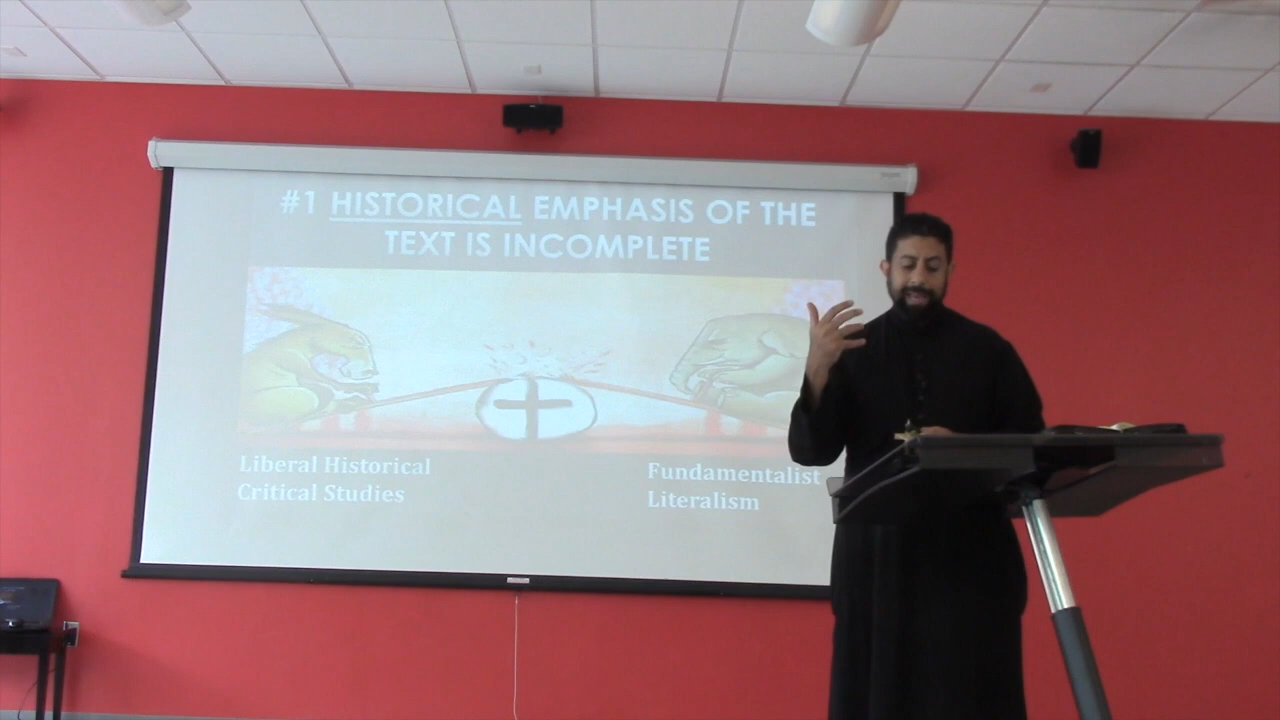 #1 HISTORICAL EMPHASIS OF THE
TEXT IS INCOMPLETE
Liberal Historical
Critical Studies
Fundamentalist
Literalism